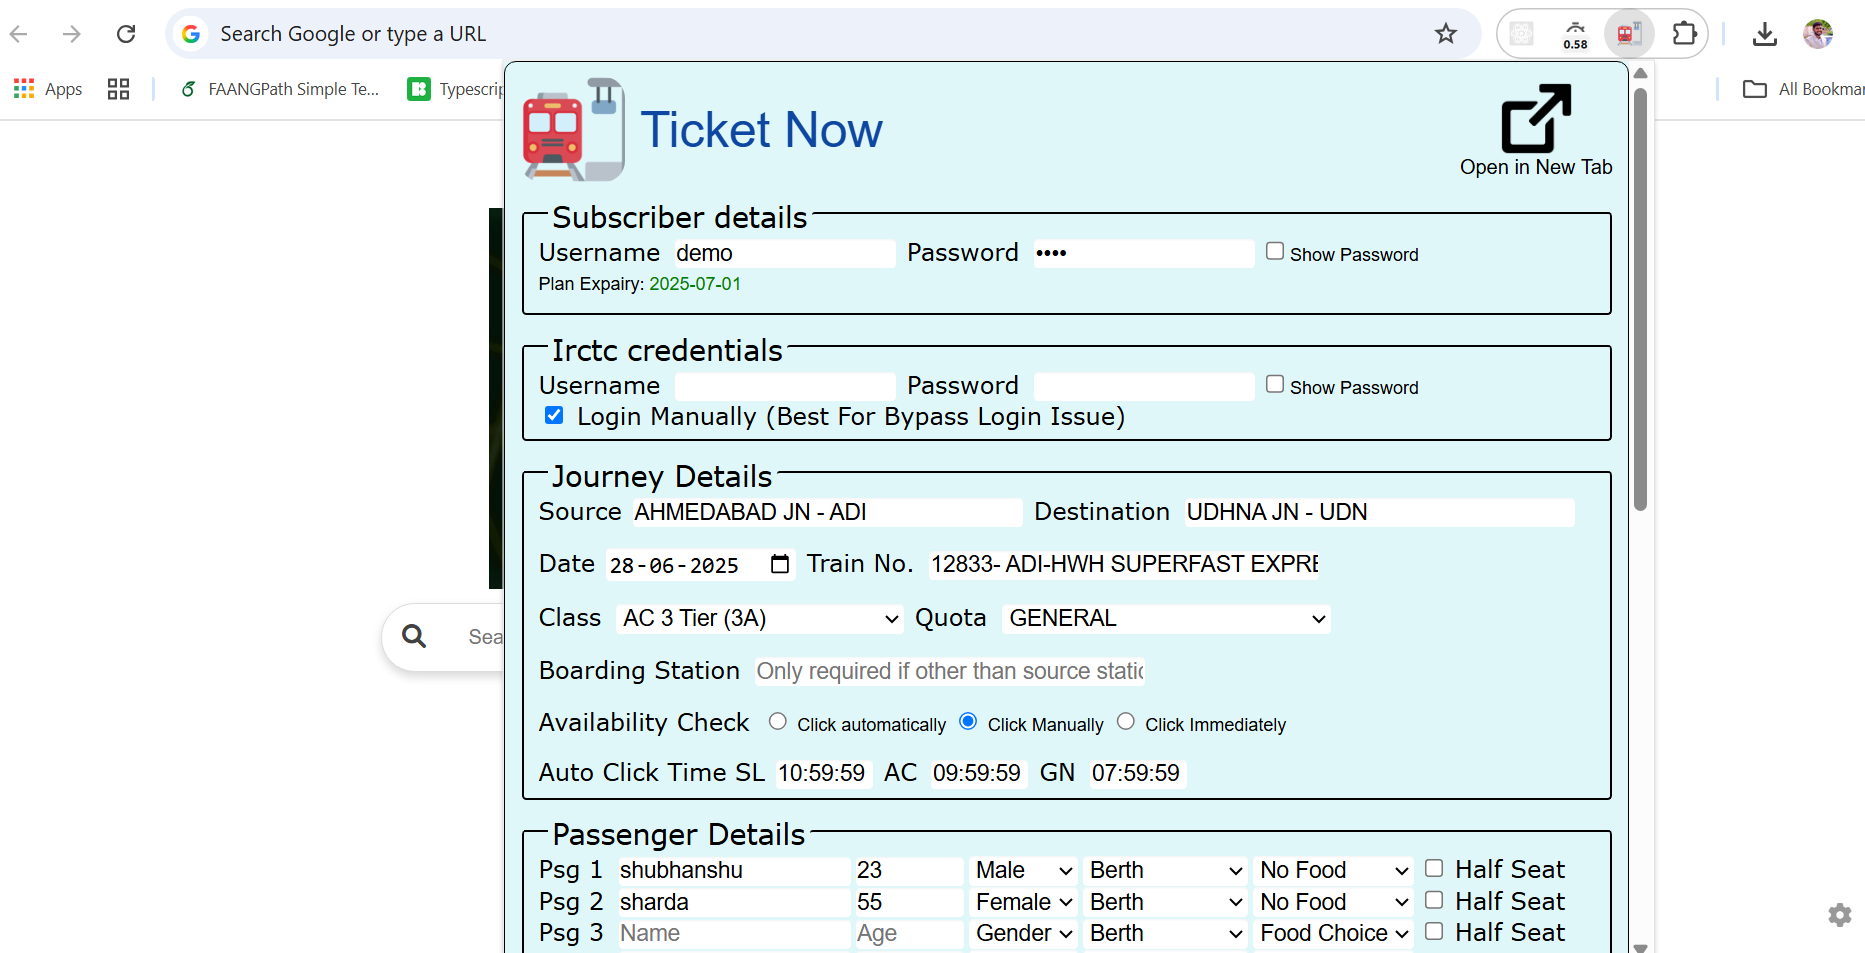 Search Google or type a URL
0.58
Apps
FAANGPath Simple Te...
Typescrip
All Bookmar
Ticket Now
Open in New Tab
Subscriber details
Username demo Password •••• Show Password
Plan Expairy: 2025-07-01
Irctc credentials
Username Password Show Password
Login Manually (Best For Bypass Login Issue)
Journey Details
Source AHMEDABAD JN - ADI Destination UDHNA JN - UDN
Date 28-06-2025 Train No. 12833- ADI-HWH SUPERFAST EXPRE
Class AC 3 Tier (3A) Quota GENERAL
Sea
Boarding Station Only required if other than source static
Availability Check Click automatically Click Manually Click Immediately
Auto Click Time SL 10:59:59 AC 09:59:59 GN 07:59:59
Passenger Details
Psg 1 shubhanshu 23 Male Berth No Food Half Seat
Psg 2 sharda 55 Female Berth No Food Half Seat
Psg 3 Name Age Gender Berth Food Choice Half Seat